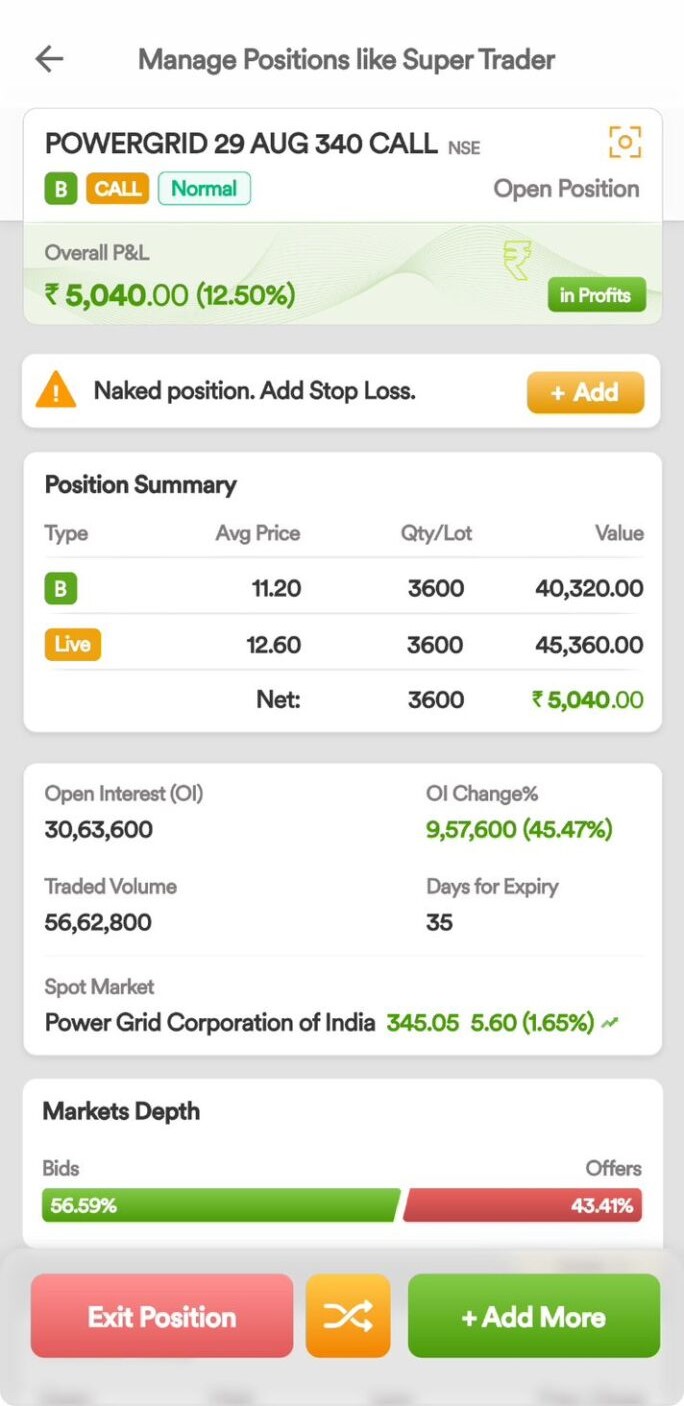 Manage Positions like Super Trader
POWERGRID 29 AUG 340 CALL NSE
B CALL Normal Open Position
Overall P&L
₹ 5,040.00 (12.50%) in Profits
Naked position. Add Stop Loss. + Add
Position Summary
Type Avg Price Qty/Lot Value
B 11.20 3600 40,320.00
Live 12.60 3600 45,360.00
Net: 3600 ₹ 5,040.00
Open Interest (OI) OI Change%
30,63,600 9,57,600 (45.47%)
Traded Volume Days for Expiry
56,62,800 35
Spot Market
Power Grid Corporation of India 345.05 5.60 (1.65%)
Markets Depth
Bids Offers
56.59% 43.41%
Exit Position + Add More